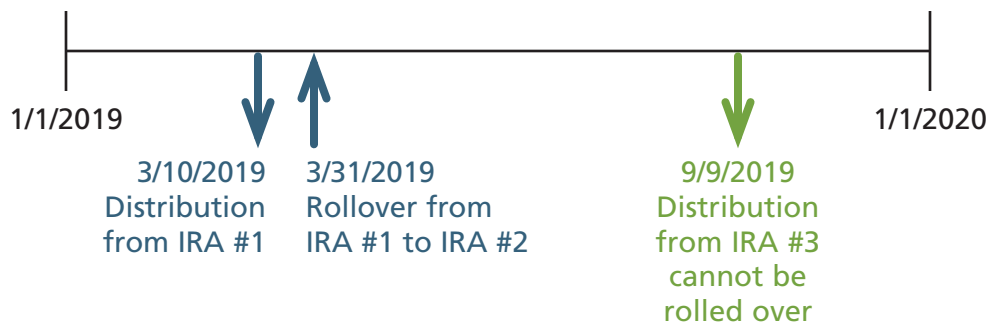 1/1/2019
1/1/2020
3/10/2019
Distribution
from IRA #1
3/31/2019
Rollover from
IRA #1 to IRA #2
9/9/2019
Distribution
from IRA #3
cannot be
rolled over